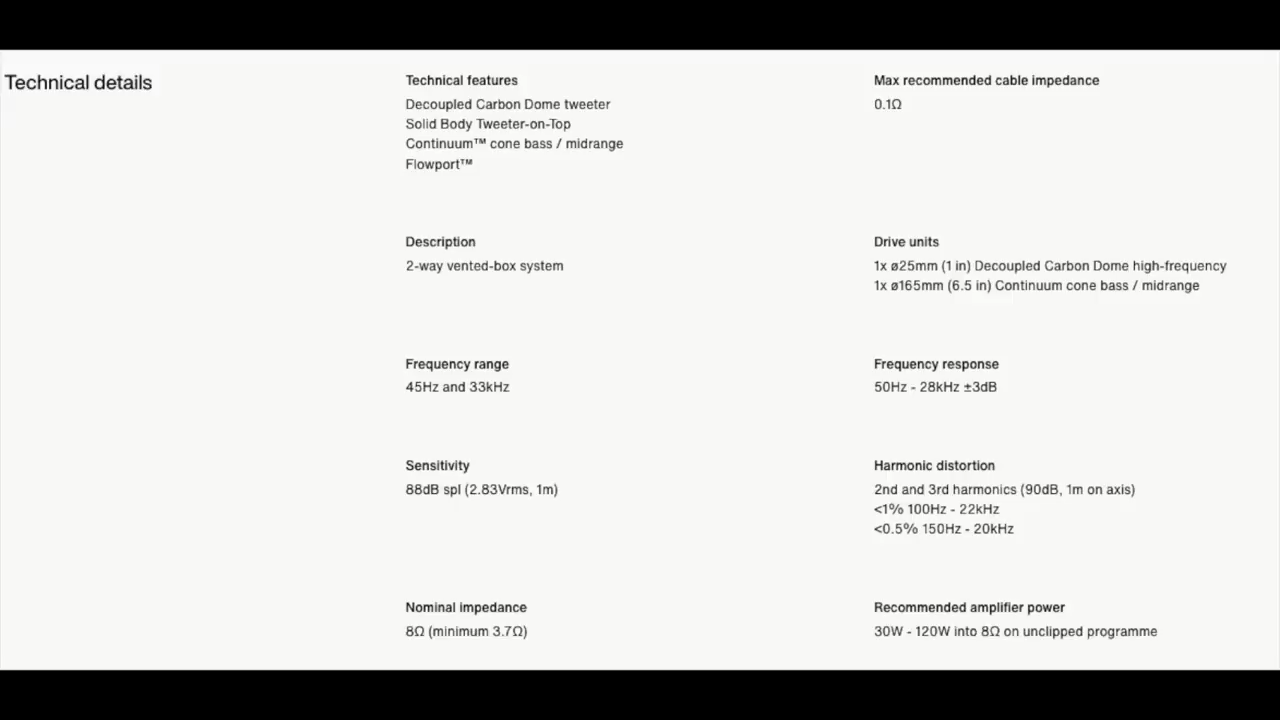 Technical details
Technical features
Decoupled Carbon Dome tweeter
Solid Body Tweeter-on-Top
Continuum™ cone bass / midrange
Flowport™
Max recommended cable impedance
0.1Ω
Description
2-way vented-box system
Drive units
1x ø25mm (1 in) Decoupled Carbon Dome high-frequency
1x ø165mm (6.5 in) Continuum cone bass / midrange
Frequency range
45Hz and 33kHz
Frequency response
50Hz - 28kHz ±3dB
Sensitivity
88dB spl (2.83Vrms, 1m)
Harmonic distortion
2nd and 3rd harmonics (90dB, 1m on axis)
<1% 100Hz - 22kHz
<0.5% 150Hz - 20kHz
Nominal impedance
8Ω (minimum 3.7Ω)
Recommended amplifier power
30W - 120W into 8Ω on unclipped programme